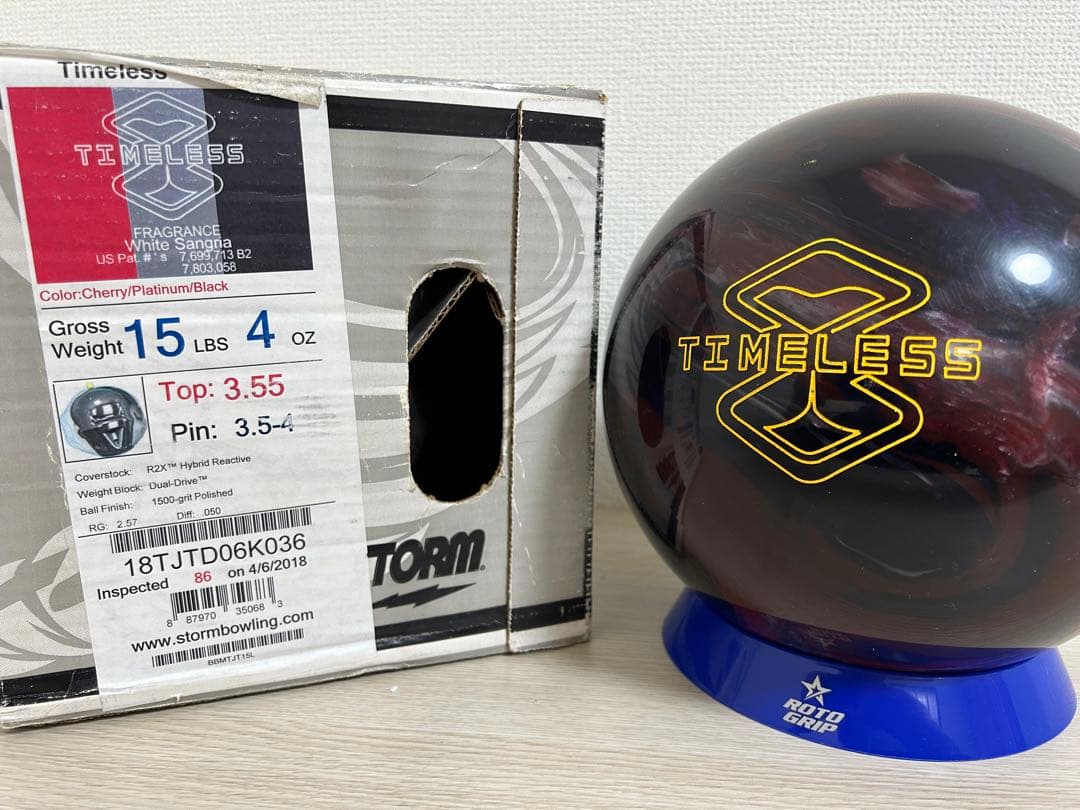 Timeless
TIMELESS
FRAGRANCE
White Sangria
US Pat. #'s 7,699,713 B2
7,803,058
Color:Cherry/Platinum/Black
Gross Weight 15 LBS 4 OZ
Top: 3.55
Pin: 3.5-4
Coverstock: R2X™ Hybrid Reactive
Weight Block: Dual-Drive™
Ball Finish: 1500-grit Polished
RG: 2.57 Diff: .050
18TJTD06K036
Inspected 86 on 4/6/2018
8 87970 35068 3
www.stormbowling.com
BBMTJT15L
TORM
TIMELESS
ROTO
GRIP